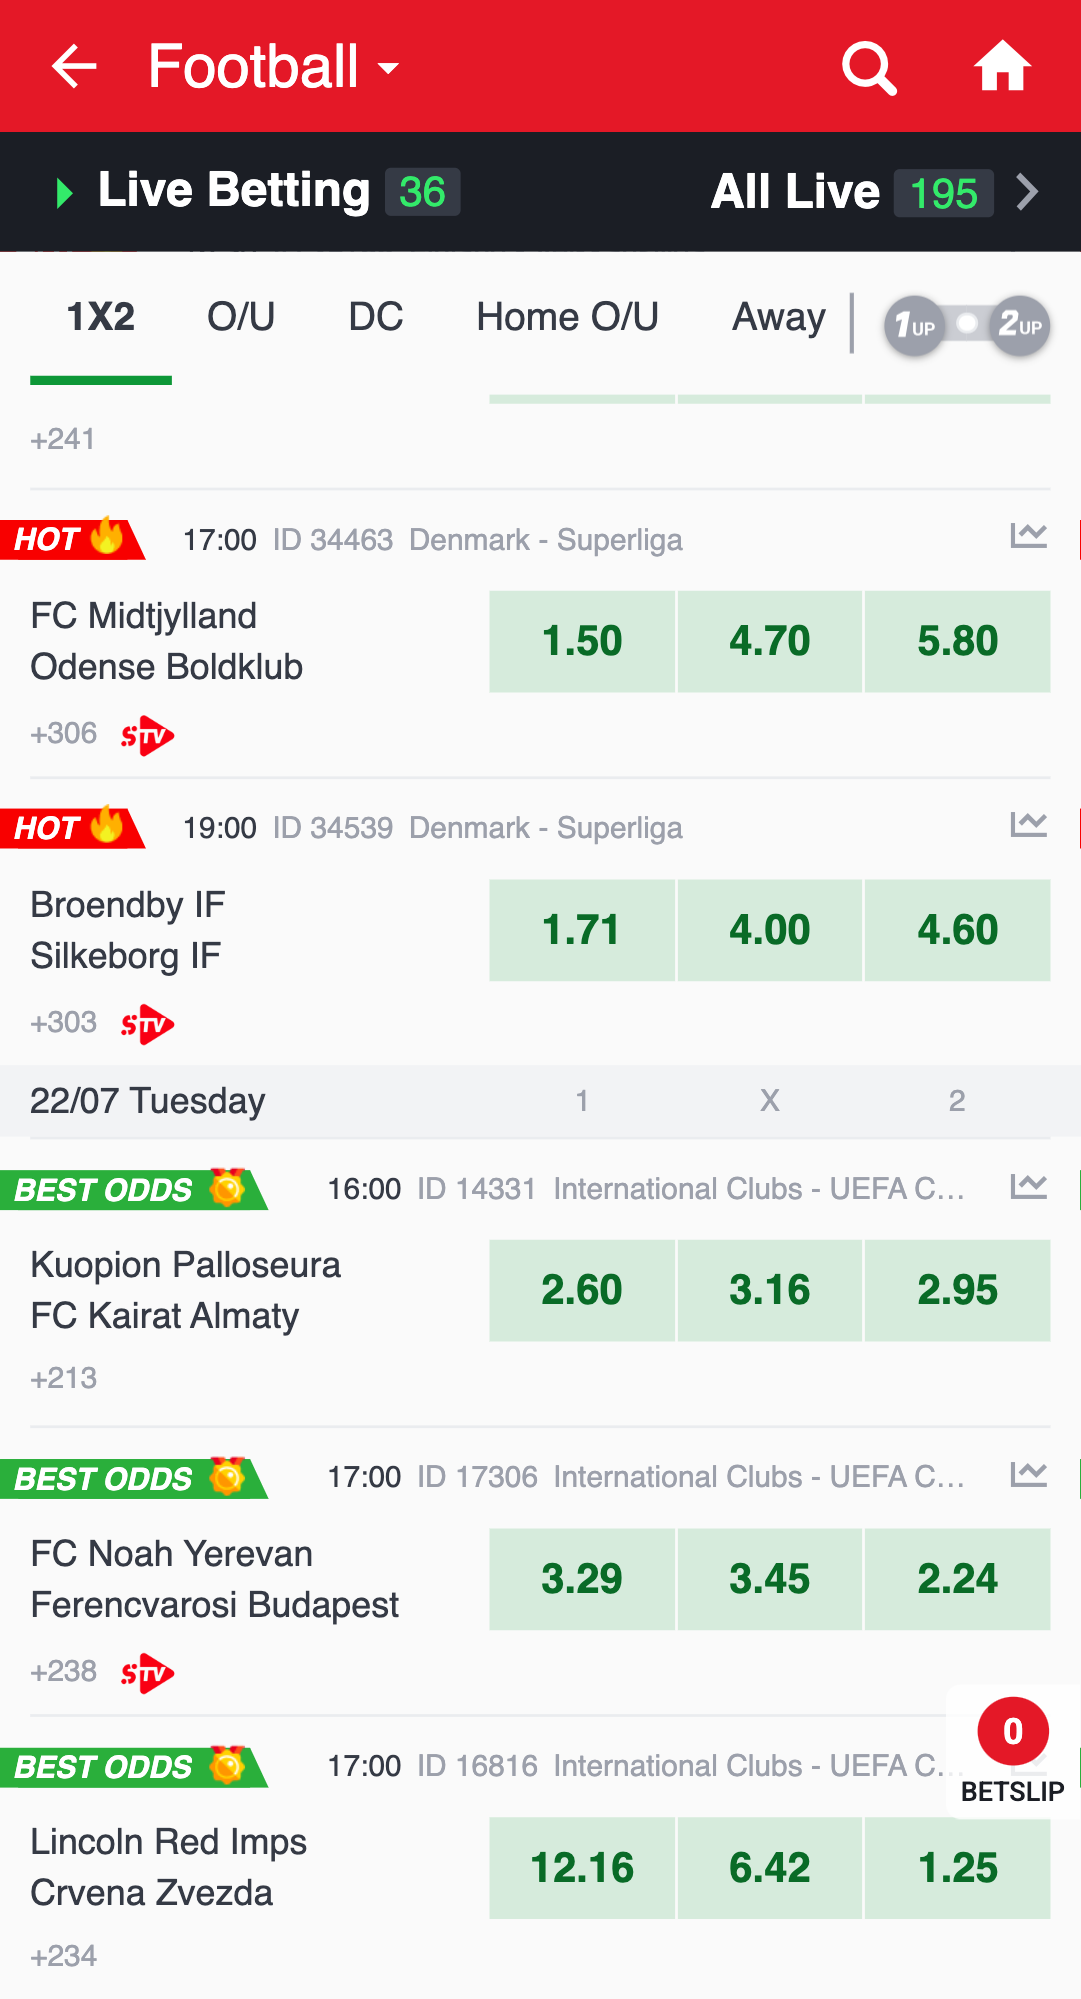 Football
Live Betting 36 All Live 195
1X2 O/U DC Home O/U Away 1UP 2UP
+241
HOT 17:00 ID 34463 Denmark - Superliga
FC Midtjylland
Odense Boldklub
1.50 4.70 5.80
+306 STV
HOT 19:00 ID 34539 Denmark - Superliga
Broendby IF
Silkeborg IF
1.71 4.00 4.60
+303 STV
22/07 Tuesday 1 X 2
BEST ODDS 16:00 ID 14331 International Clubs - UEFA C...
Kuopion Palloseura
FC Kairat Almaty
2.60 3.16 2.95
+213
BEST ODDS 17:00 ID 17306 International Clubs - UEFA C...
FC Noah Yerevan
Ferencvarosi Budapest
3.29 3.45 2.24
+238 STV
0
BETSLIP
BEST ODDS 17:00 ID 16816 International Clubs - UEFA C...
Lincoln Red Imps
Crvena Zvezda
12.16 6.42 1.25
+234